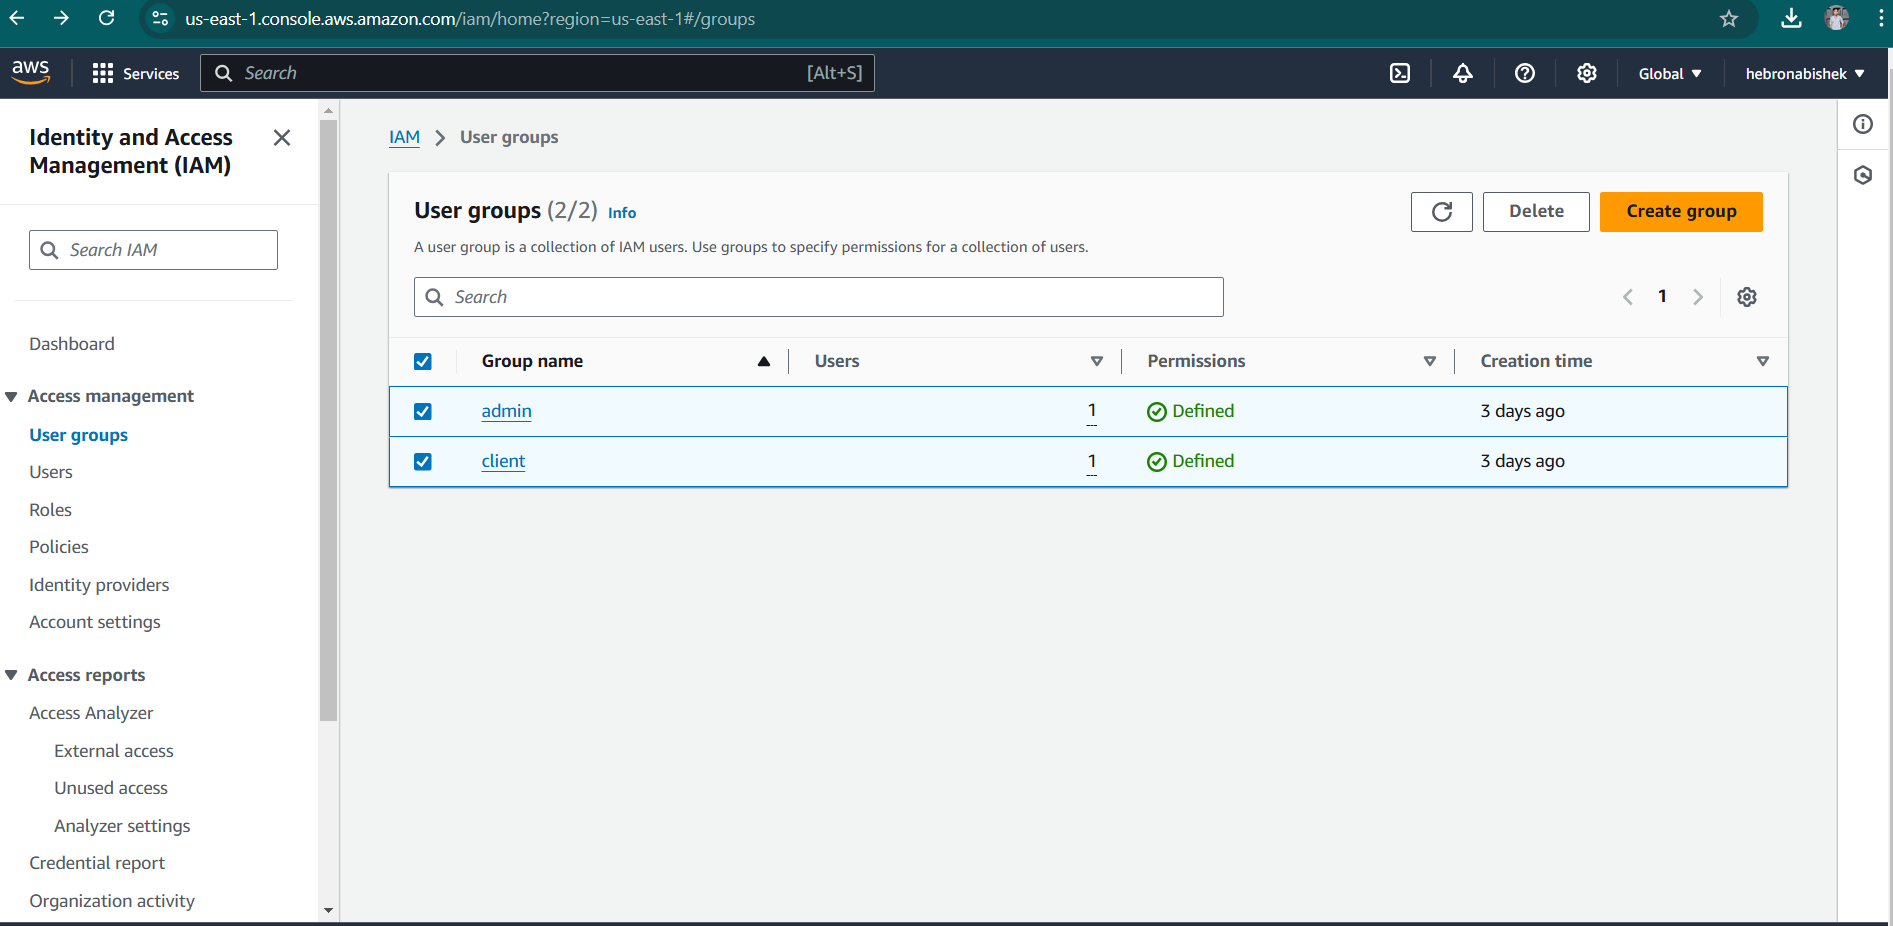 us-east-1.console.aws.amazon.com/iam/home?region=us-east-1#/groups
aws Services Search [Alt+S] Global hebronabishek
Identity and Access
Management (IAM)
Search IAM
Dashboard
Access management
User groups
Users
Roles
Policies
Identity providers
Account settings
Access reports
Access Analyzer
External access
Unused access
Analyzer settings
Credential report
Organization activity
IAM User groups
User groups (2/2) Info
Delete Create group
A user group is a collection of IAM users. Use groups to specify permissions for a collection of users.
Search
1
Group name Users Permissions Creation time
admin 1 Defined 3 days ago
client 1 Defined 3 days ago